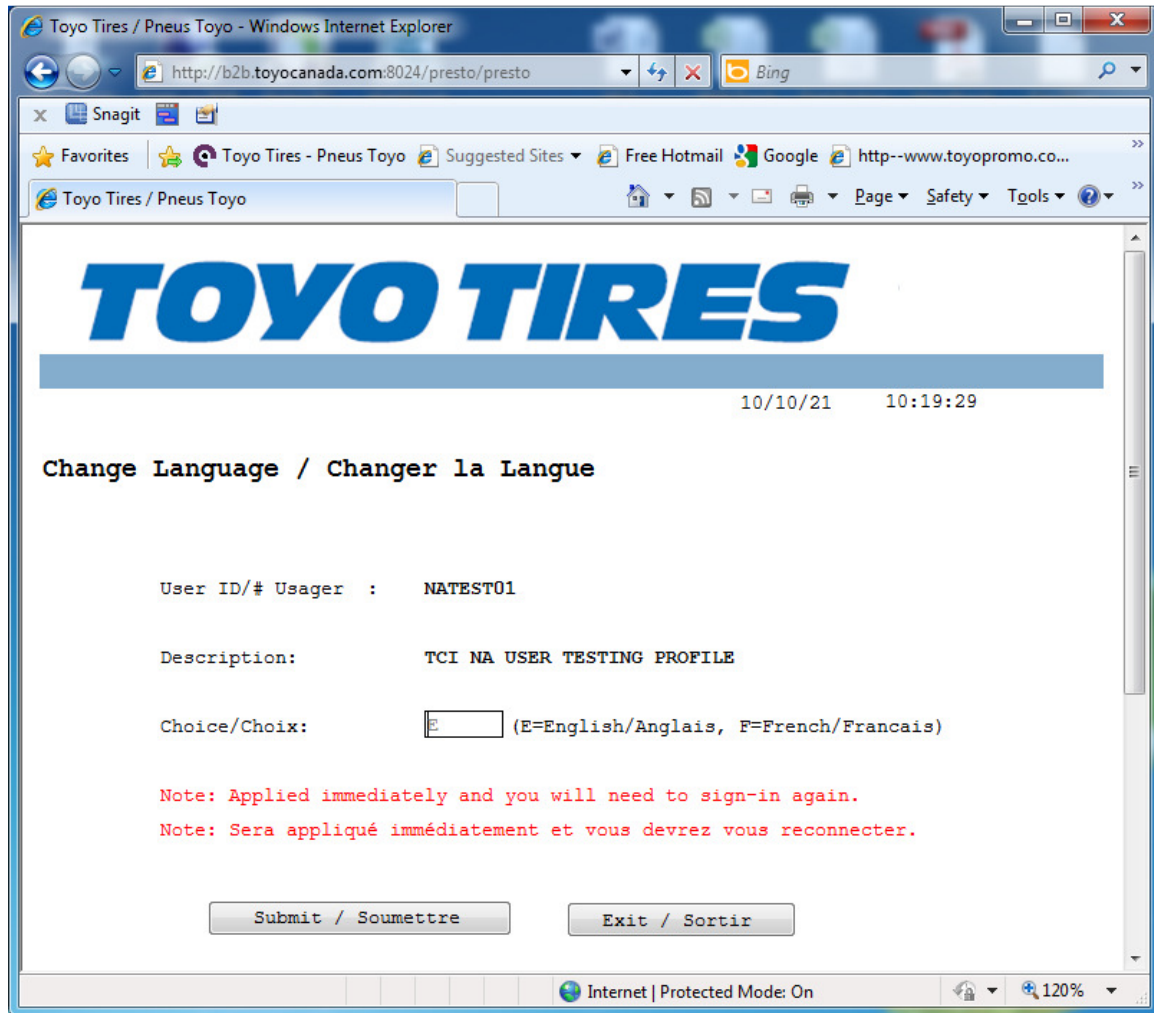 Toyo Tires / Pneus Toyo - Windows Internet Explorer
http://b2b.toyocanada.com:8024/presto/presto Bing
x Snagit
Favorites Toyo Tires - Pneus Toyo Suggested Sites Free Hotmail Google http--www.toyopromo.co... »
Toyo Tires / Pneus Toyo Page Safety Tools »
TOYO TIRES
10/10/21 10:19:29
Change Language / Changer la Langue
User ID/# Usager : NATEST01
Description: TCI NA USER TESTING PROFILE
Choice/Choix: E (E=English/Anglais, F=French/Francais)
Note: Applied immediately and you will need to sign-in again.
Note: Sera appliqué immédiatement et vous devrez vous reconnecter.
Submit / Soumettre Exit / Sortir
Internet | Protected Mode: On 120%